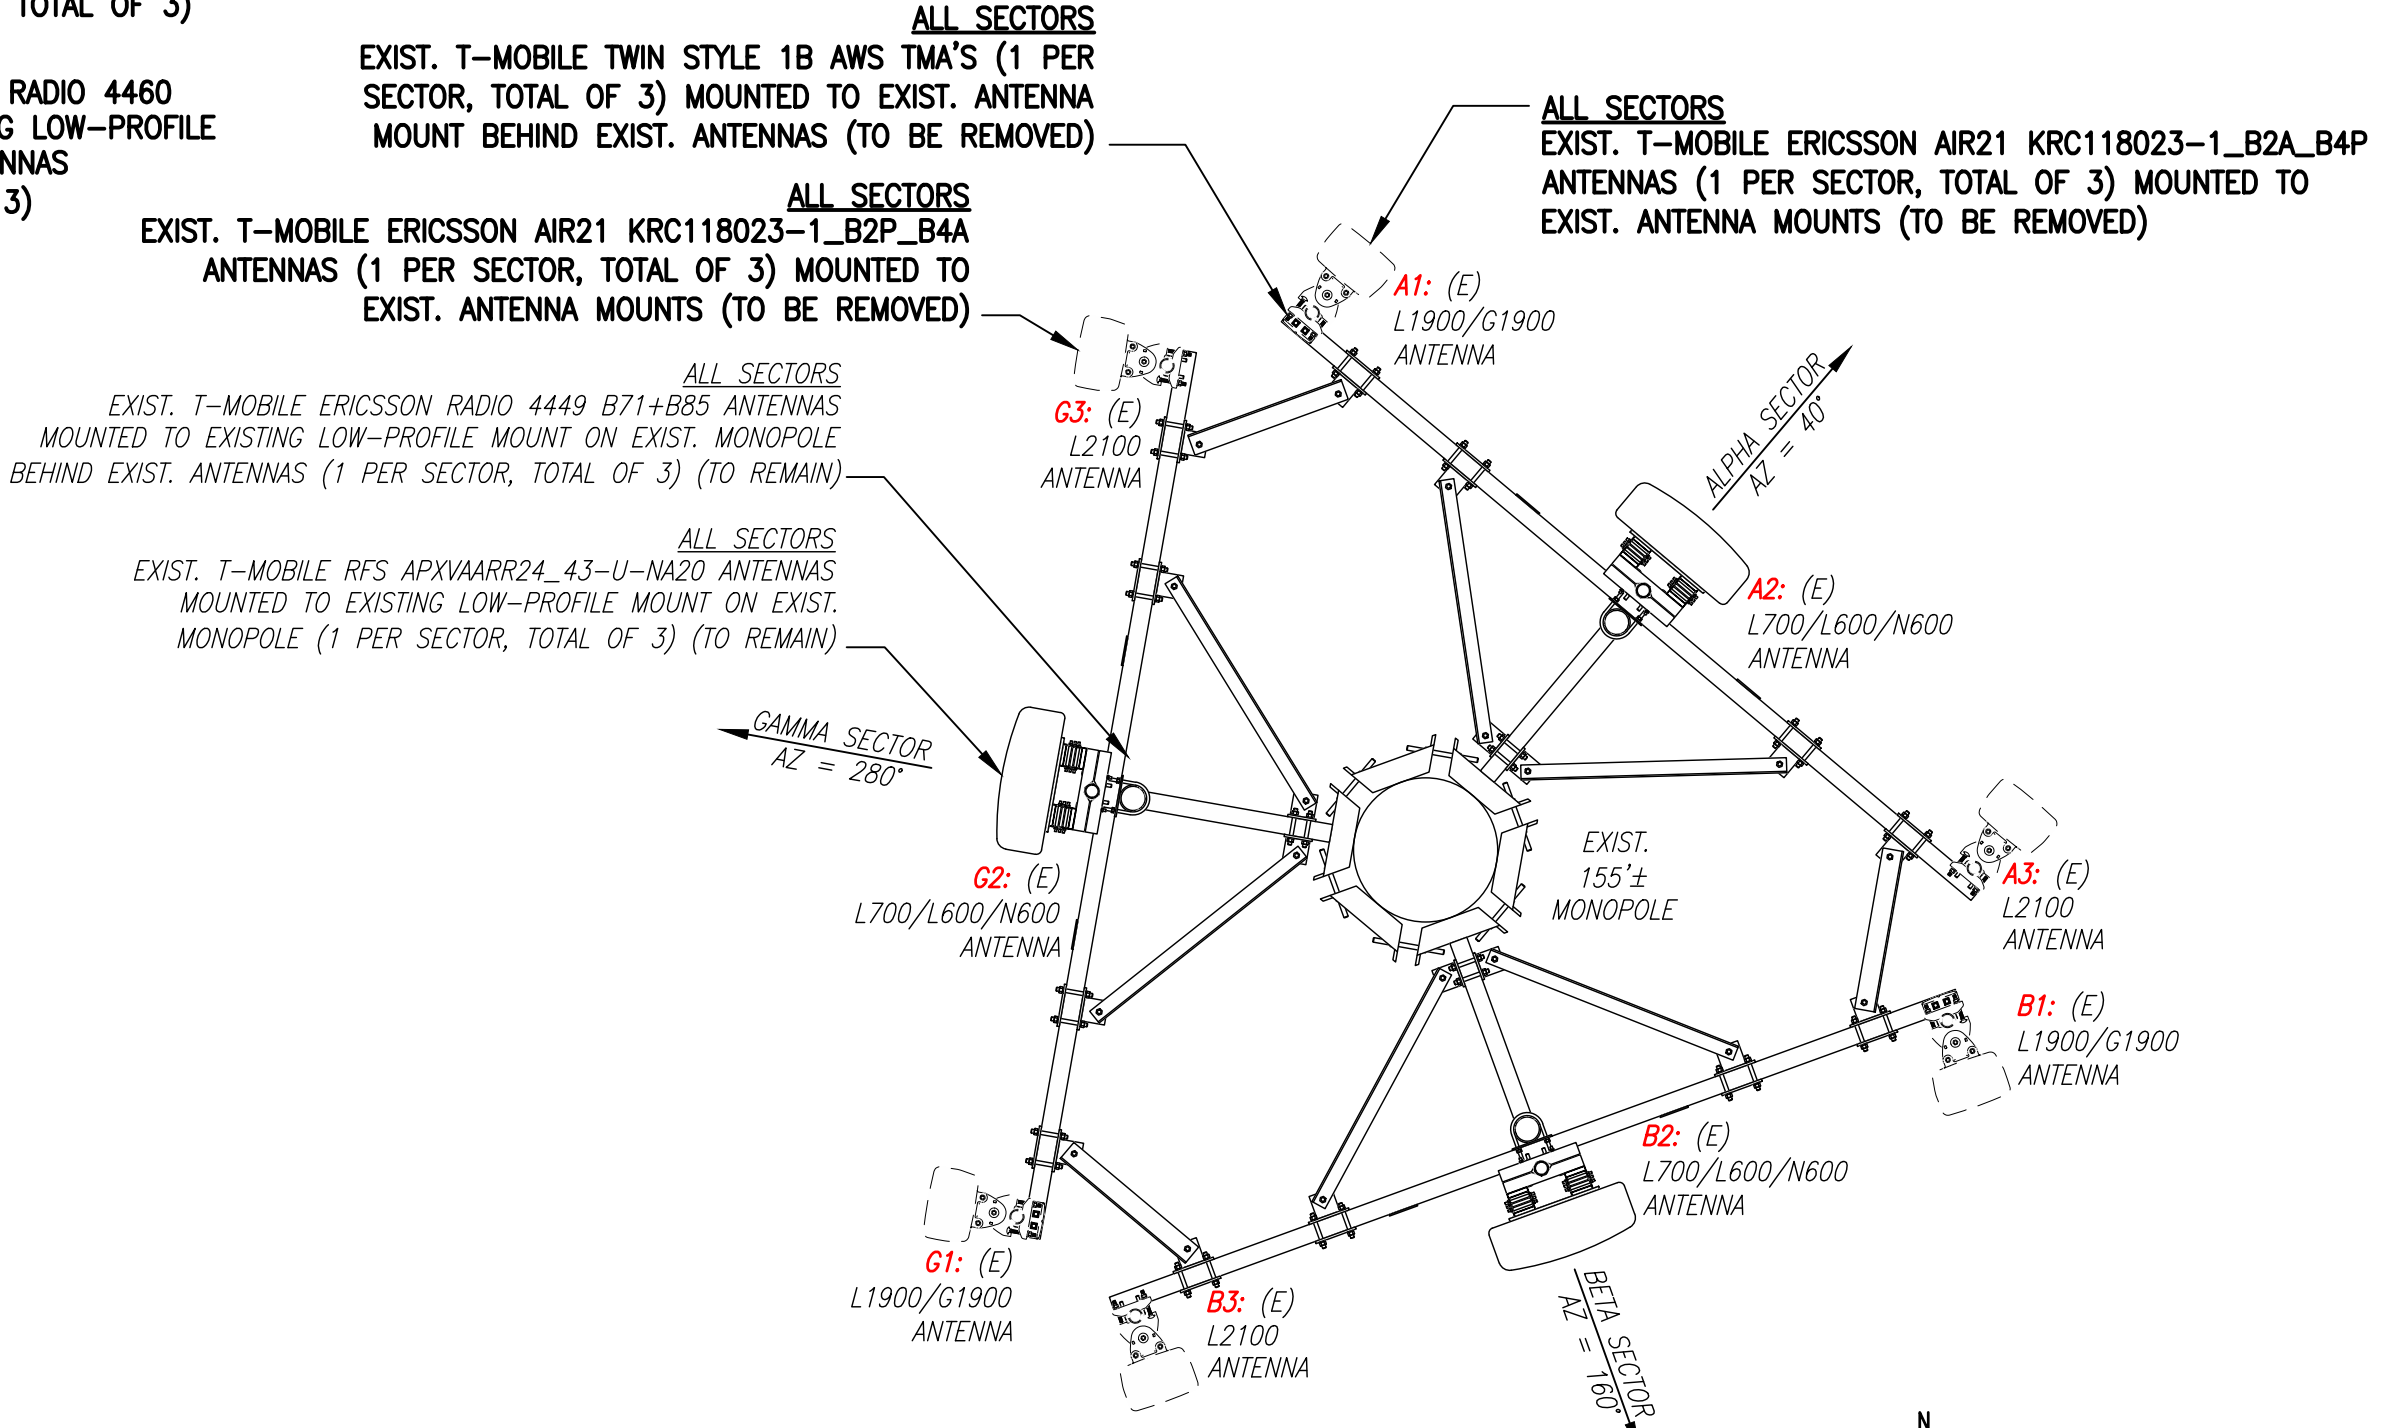 TOTAL OF 3)
RADIO 4460
LOW-PROFILE
3)
ALL SECTORS
EXIST. T-MOBILE TWIN STYLE 1B AWS TMA'S (1 PER
SECTOR, TOTAL OF 3) MOUNTED TO EXIST. ANTENNA
MOUNT BEHIND EXIST. ANTENNAS (TO BE REMOVED)
ALL SECTORS
EXIST. T-MOBILE ERICSSON AIR21 KRC118023-1_B2A_B4P
ANTENNAS (1 PER SECTOR, TOTAL OF 3) MOUNTED TO
EXIST. ANTENNA MOUNTS (TO BE REMOVED)
ALL SECTORS
EXIST. T-MOBILE ERICSSON AIR21 KRC118023-1_B2P_B4A
ANTENNAS (1 PER SECTOR, TOTAL OF 3) MOUNTED TO
EXIST. ANTENNA MOUNTS (TO BE REMOVED)
ALL SECTORS
EXIST. T-MOBILE ERICSSON RADIO 4449 B71+B85 ANTENNAS
MOUNTED TO EXISTING LOW-PROFILE MOUNT ON EXIST. MONOPOLE
BEHIND EXIST. ANTENNAS (1 PER SECTOR, TOTAL OF 3) (TO REMAIN)
ALL SECTORS
EXIST. T-MOBILE RFS APXVAARR24_43-U-NA20 ANTENNAS
MOUNTED TO EXISTING LOW-PROFILE MOUNT ON EXIST.
MONOPOLE (1 PER SECTOR, TOTAL OF 3) (TO REMAIN)
A1: (E)
L1900/G1900
ANTENNA
G3: (E)
L2100
ANTENNA
ALPHA SECTOR
AZ = 40°
A2: (E)
L700/L600/N600
ANTENNA
GAMMA SECTOR
AZ = 280°
G2: (E)
L700/L600/N600
ANTENNA
EXIST.
155'±
MONOPOLE
A3: (E)
L2100
ANTENNA
B1: (E)
L1900/G1900
ANTENNA
B2: (E)
L700/L600/N600
ANTENNA
G1: (E)
L1900/G1900
ANTENNA
B3: (E)
L2100
ANTENNA
BETA SECTOR
AZ = 160°
N